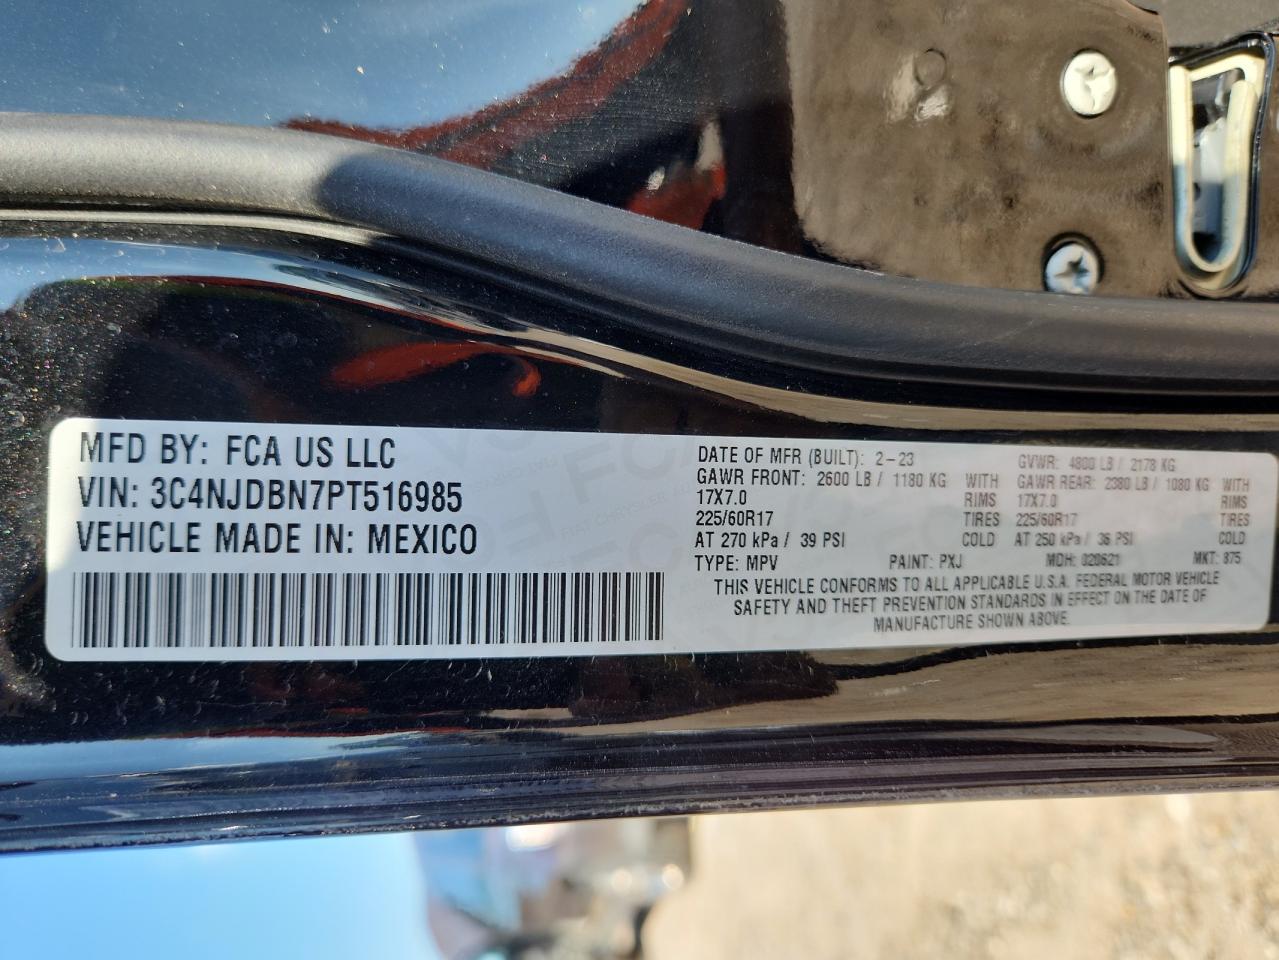 MFD BY: FCA US LLC
VIN: 3C4NJDBN7PT516985
VEHICLE MADE IN: MEXICO
DATE OF MFR (BUILT): 2-23 GVWR: 4800 LB / 2178 KG
GAWR FRONT: 2600 LB / 1180 KG WITH GAWR REAR: 2380 LB / 1080 KG WITH
17X7.0 RIMS 17X7.0 RIMS
225/60R17 TIRES 225/60R17 TIRES
AT 270 kPa / 39 PSI COLD AT 250 kPa / 36 PSI COLD
TYPE: MPV PAINT: PXJ MDH: 020621 MKT: 875
THIS VEHICLE CONFORMS TO ALL APPLICABLE U.S.A. FEDERAL MOTOR VEHICLE
SAFETY AND THEFT PREVENTION STANDARDS IN EFFECT ON THE DATE OF
MANUFACTURE SHOWN ABOVE.